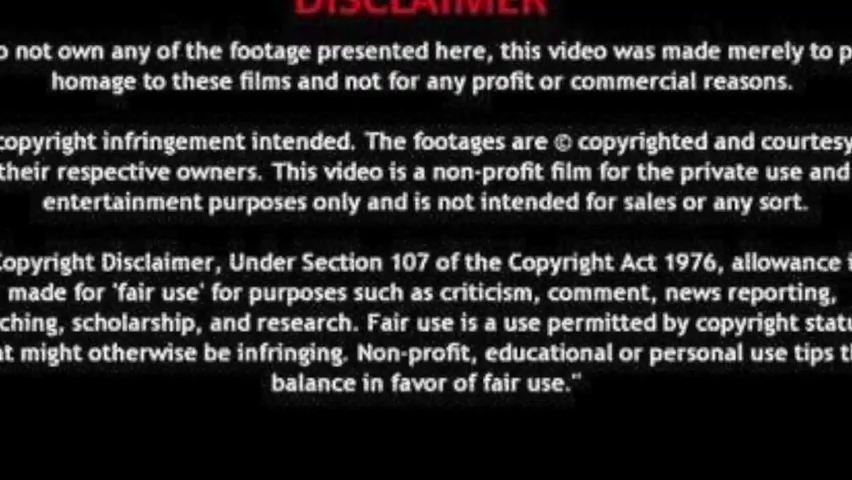 DISCLAIMER
o not own any of the footage presented here, this video was made merely to p
homage to these films and not for any profit or commercial reasons.
copyright infringement intended. The footages are © copyrighted and courtesy
their respective owners. This video is a non-profit film for the private use and
entertainment purposes only and is not intended for sales or any sort.
Copyright Disclaimer, Under Section 107 of the Copyright Act 1976, allowance i
made for 'fair use' for purposes such as criticism, comment, news reporting,
ching, scholarship, and research. Fair use is a use permitted by copyright statu
at might otherwise be infringing. Non-profit, educational or personal use tips th
balance in favor of fair use."